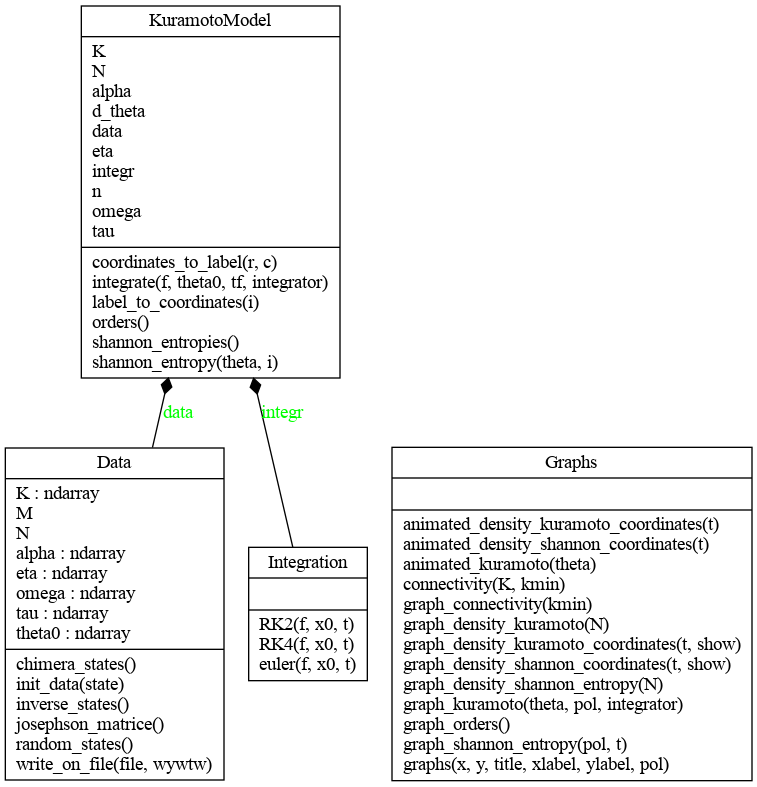 KuramotoModel
K
N
alpha
d_theta
data
eta
integr
n
omega
tau
coordinates_to_label(r, c)
integrate(f, theta0, tf, integrator)
label_to_coordinates(i)
orders()
shannon_entropies()
shannon_entropy(theta, i)
data
integr
Data
K : ndarray
M
N
alpha : ndarray
eta : ndarray
omega : ndarray
tau : ndarray
theta0 : ndarray
chimera_states()
init_data(state)
inverse_states()
josephson_matrice()
random_states()
write_on_file(file, wywtw)
Integration
RK2(f, x0, t)
RK4(f, x0, t)
euler(f, x0, t)
Graphs
animated_density_kuramoto_coordinates(t)
animated_density_shannon_coordinates(t)
animated_kuramoto(theta)
connectivity(K, kmin)
graph_connectivity(kmin)
graph_density_kuramoto(N)
graph_density_kuramoto_coordinates(t, show)
graph_density_shannon_coordinates(t, show)
graph_density_shannon_entropy(N)
graph_kuramoto(theta, pol, integrator)
graph_orders()
graph_shannon_entropy(pol, t)
graphs(x, y, title, xlabel, ylabel, pol)